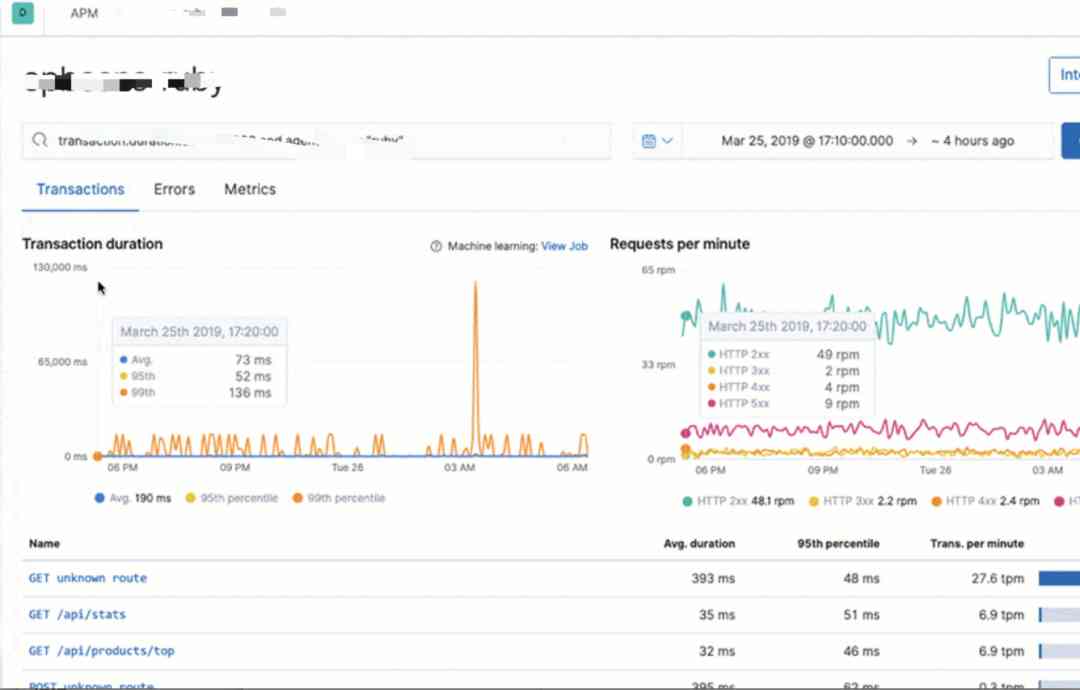 D APM
ruby
Inte
Mar 25, 2019 @ 17:10:00.000 → ~ 4 hours ago
Transactions Errors Metrics
Transaction duration
Machine learning: View Job
130,000 ms
65,000 ms
0 ms
March 25th 2019, 17:20:00
Avg. 73 ms
95th 52 ms
99th 136 ms
06 PM 09 PM Tue 26 03 AM 06 AM
Avg. 190 ms 95th percentile 99th percentile
Requests per minute
65 rpm
33 rpm
0 rpm
March 25th 2019, 17:20:00
HTTP 2xx 49 rpm
HTTP 3xx 2 rpm
HTTP 4xx 4 rpm
HTTP 5xx 9 rpm
06 PM 09 PM Tue 26 03 AM
HTTP 2xx 48.1 rpm HTTP 3xx 2.2 rpm HTTP 4xx 2.4 rpm
Name Avg. duration 95th percentile Trans. per minute
GET unknown route 393 ms 48 ms 27.6 tpm
GET /api/stats 35 ms 51 ms 6.9 tpm
GET /api/products/top 32 ms 46 ms 6.9 tpm
POST unknown route 395 ms 62 ms 0.3 tpm